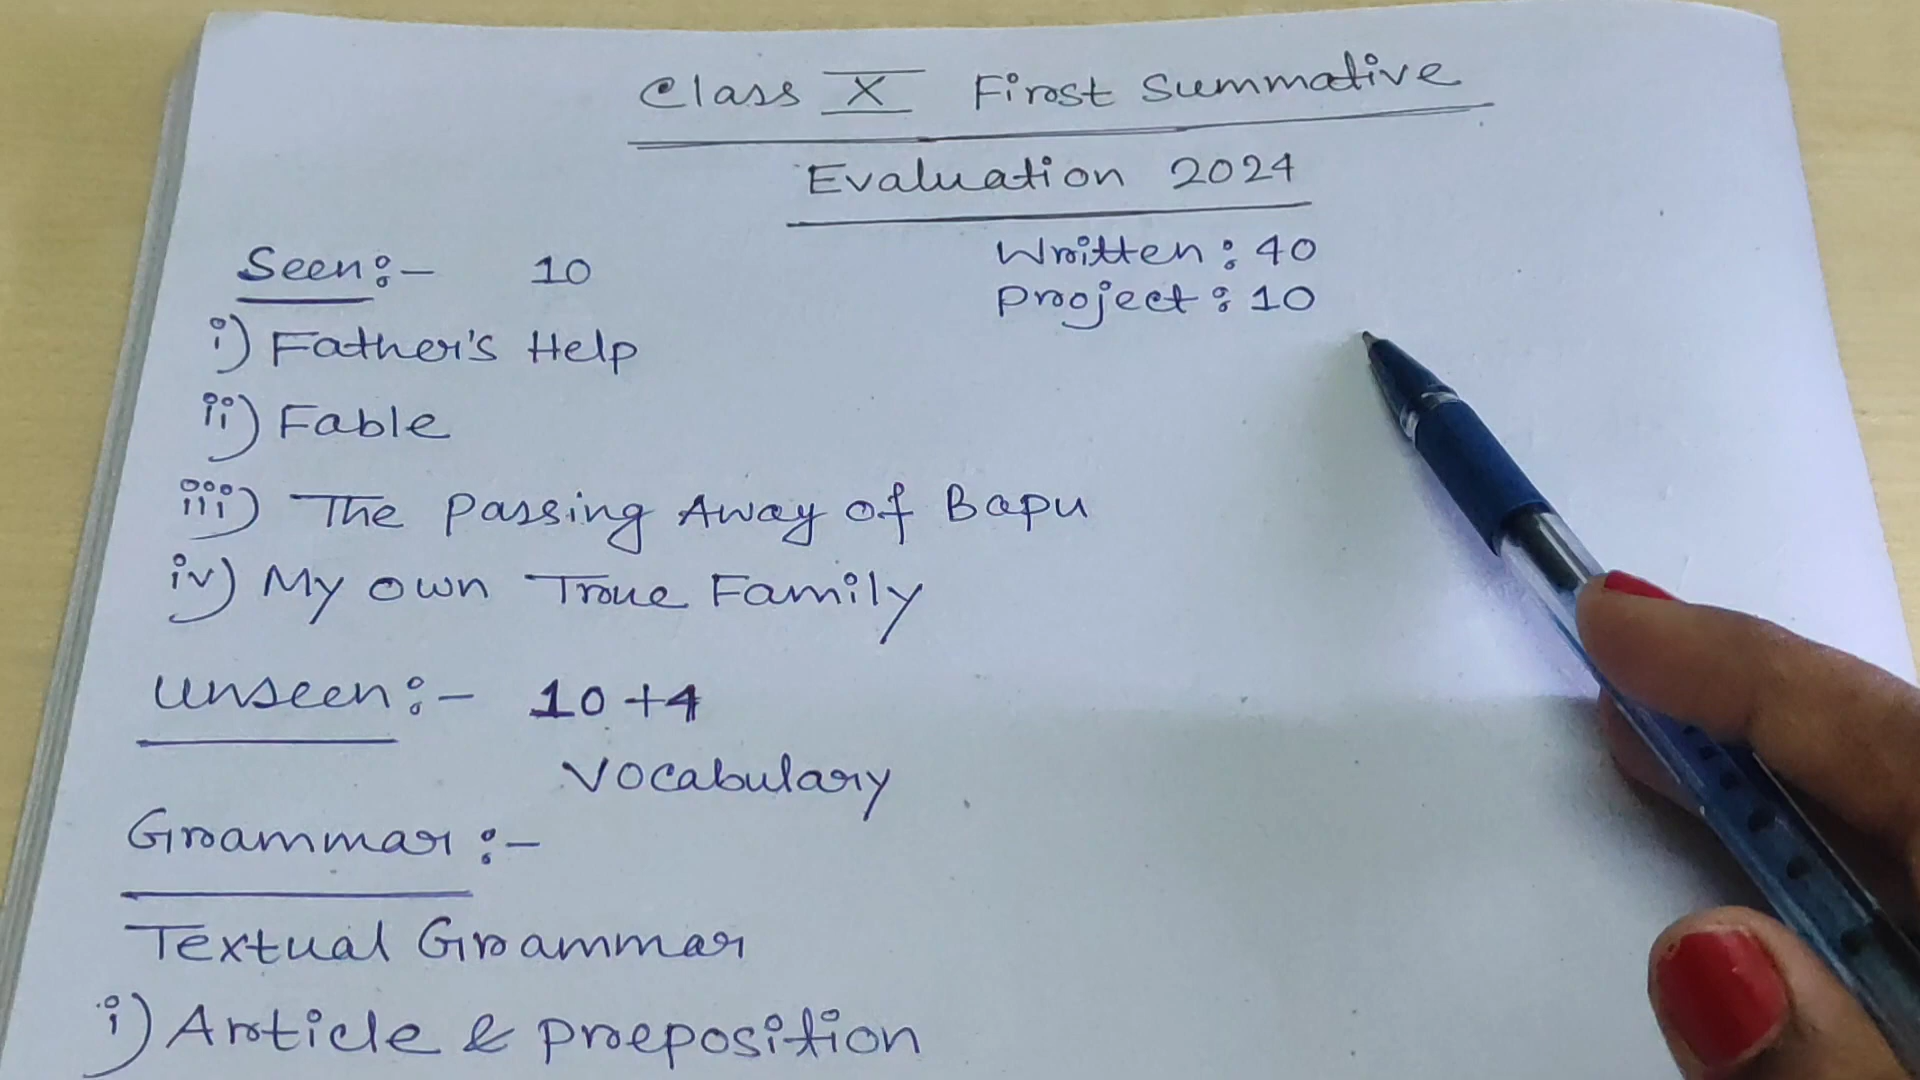 Class X First Summative
Evaluation 2024
Written: 40
Project: 10
Seen:- 10
i) Father's Help
ii) Fable
iii) The Passing Away of Bapu
iv) My Own True Family
Unseen:- 10+4
Vocabulary
Grammar:-
Textual Grammar
i) Article & Preposition